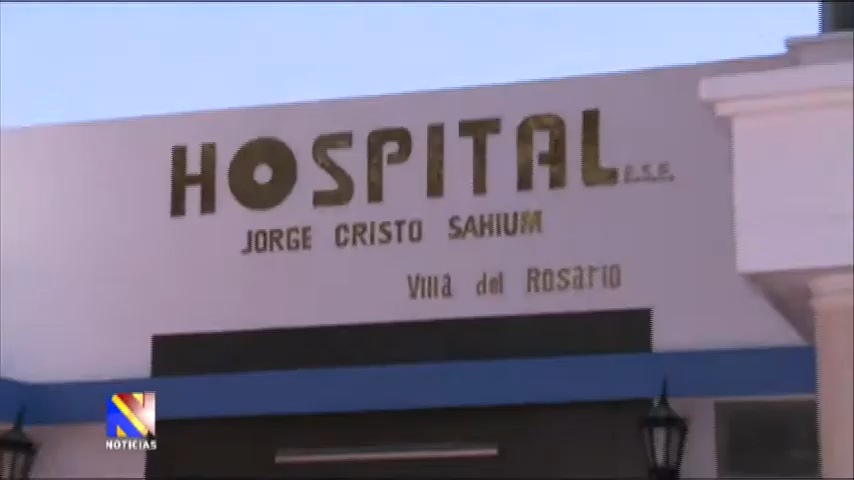 HOSPITAL E.S.E.
JORGE CRISTO SAHIUM
Villa del Rosario
N
NOTICIAS